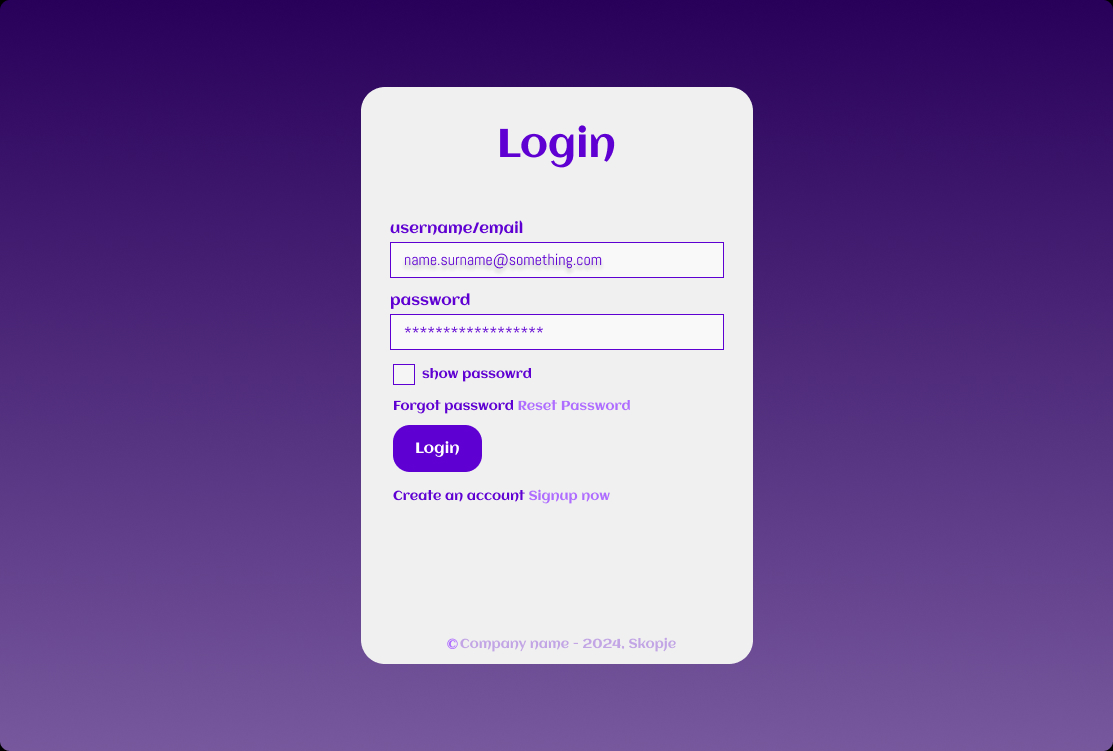 Login
username/email
name.surname@something.com
password
******************
show passowrd
Forgot password Reset Password
Login
Create an account Signup now
©Company name - 2024, Skopje